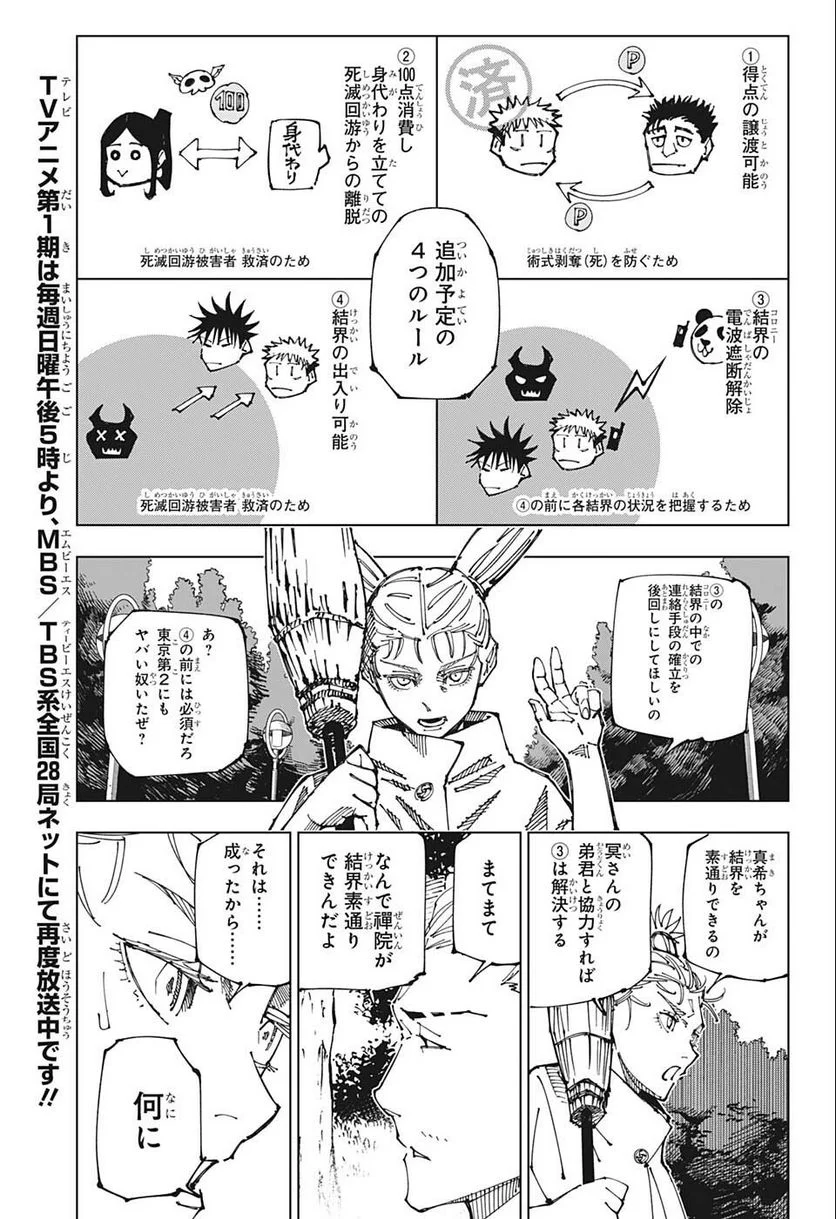 ①得点の譲渡可能
済
P
P
術式剥奪(死)を防ぐため
②100点消費し
身代わりを立てての
死滅回游からの離脱
100
身代わり
死滅回游被害者 救済のため
追加予定の
4つのルール
③結界の
電波遮断解除
④の前に各結界の状況を把握するため
④結界の出入り可能
死滅回游被害者 救済のため
③の
結界の中での
連絡手段の確立を
後回しにしてほしいの
あ?
④の前には必須だろ
東京第2にも
ヤバい奴いたぜ?
真希ちゃんが
結界を
素通りできるの
冥さんの
弟君と協力すれば
③は解決する
まてまて
なんで禪院が
結界素通り
できんだよ
それは……
成ったから……
何に
TVアニメ第1期は毎週日曜午後5時より、MBS/TBS系全国28局ネットにて再度放送中です!!